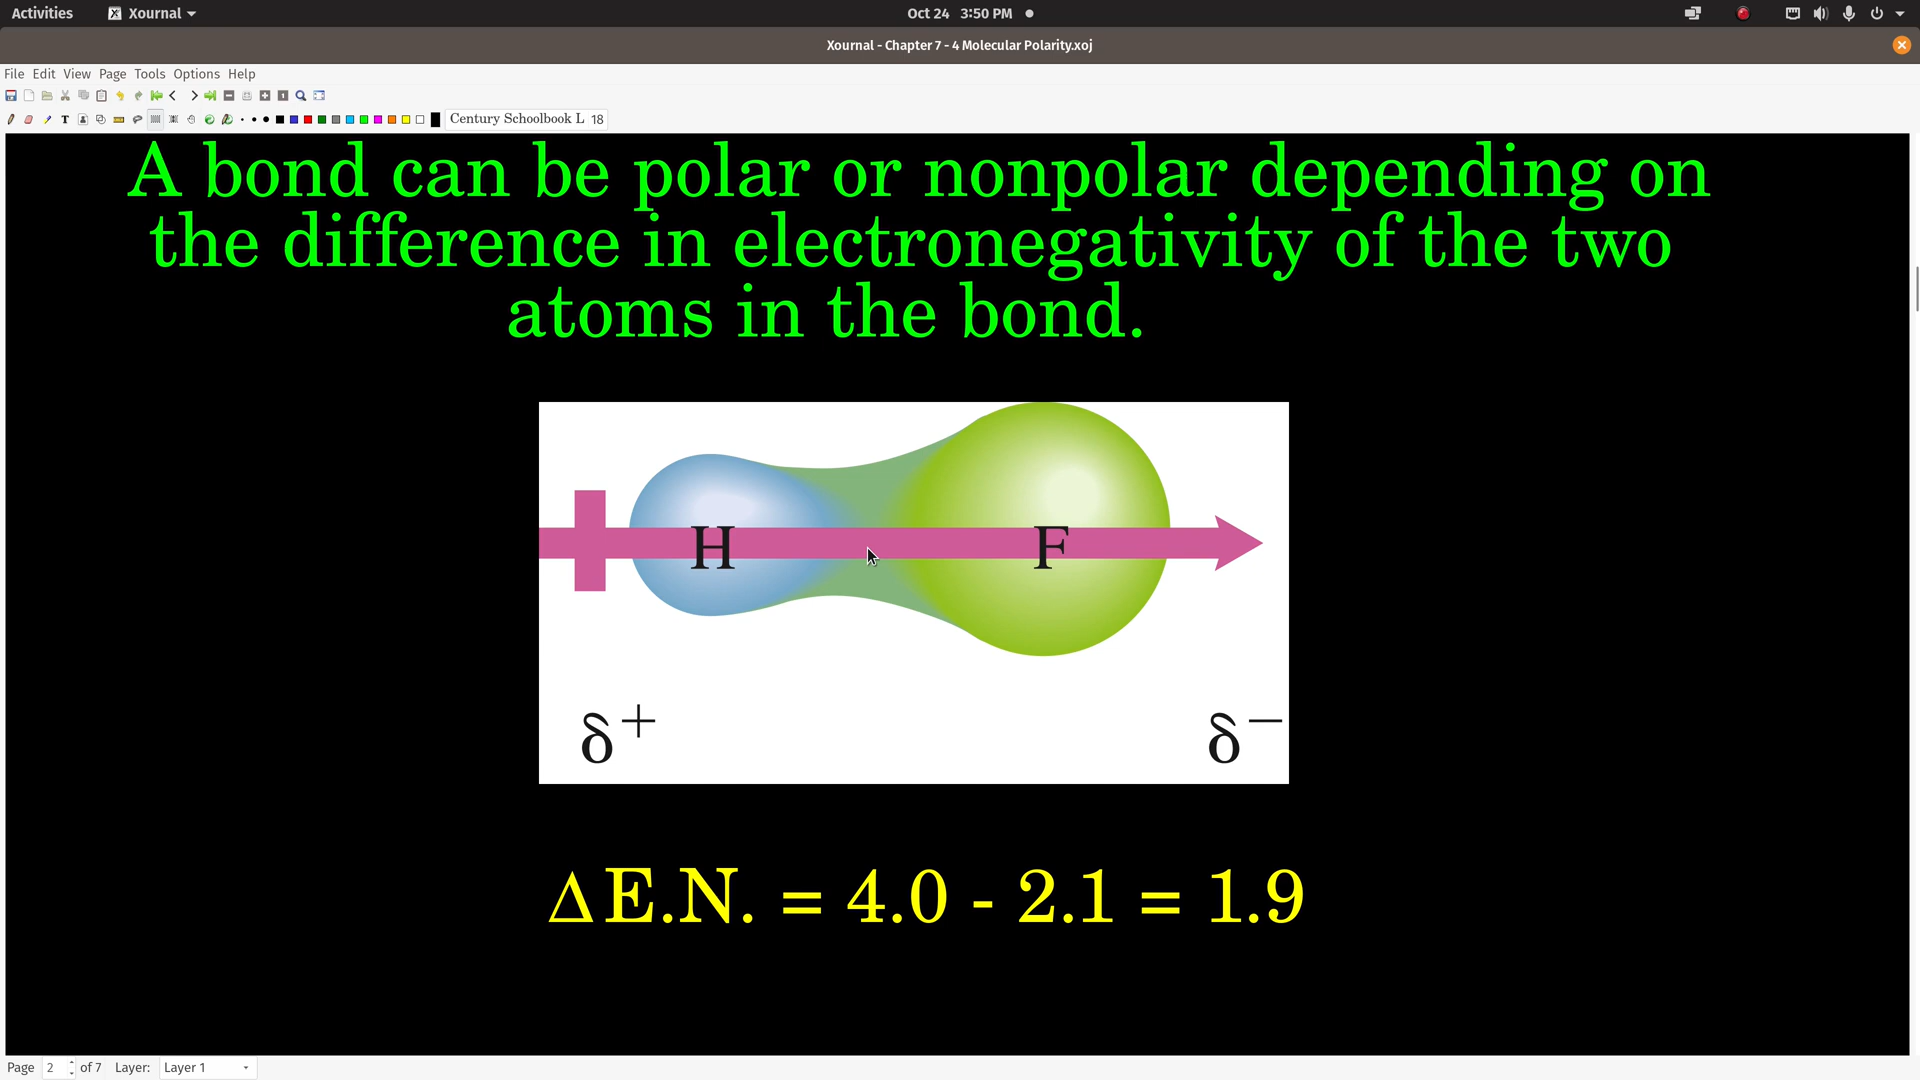 Activities Xournal Oct 24 3:50 PM
Xournal - Chapter 7 - 4 Molecular Polarity.xoj
File Edit View Page Tools Options Help
T Century Schoolbook L 18
A bond can be polar or nonpolar depending on
the difference in electronegativity of the two
atoms in the bond.
H F
δ+ δ−
ΔE.N. = 4.0 - 2.1 = 1.9
Page 2 of 7 Layer: Layer 1